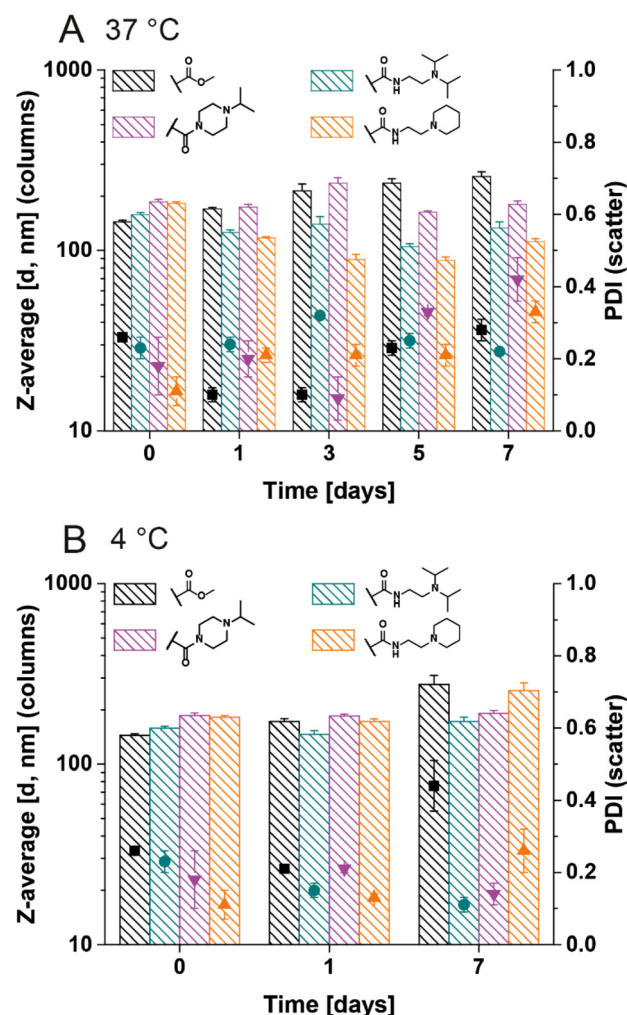 A 37 °C
Z-average [d, nm] (columns)
1000
100
10
O
O
N
N
O
O
N
H
N
O
N
H
N
1.0
0.8
0.6
0.4
0.2
0.0
PDI (scatter)
0 1 3 5 7
Time [days]
B 4 °C
Z-average [d, nm] (columns)
1000
100
10
O
O
N
N
O
O
N
H
N
O
N
H
N
1.0
0.8
0.6
0.4
0.2
0.0
PDI (scatter)
0 1 7
Time [days]